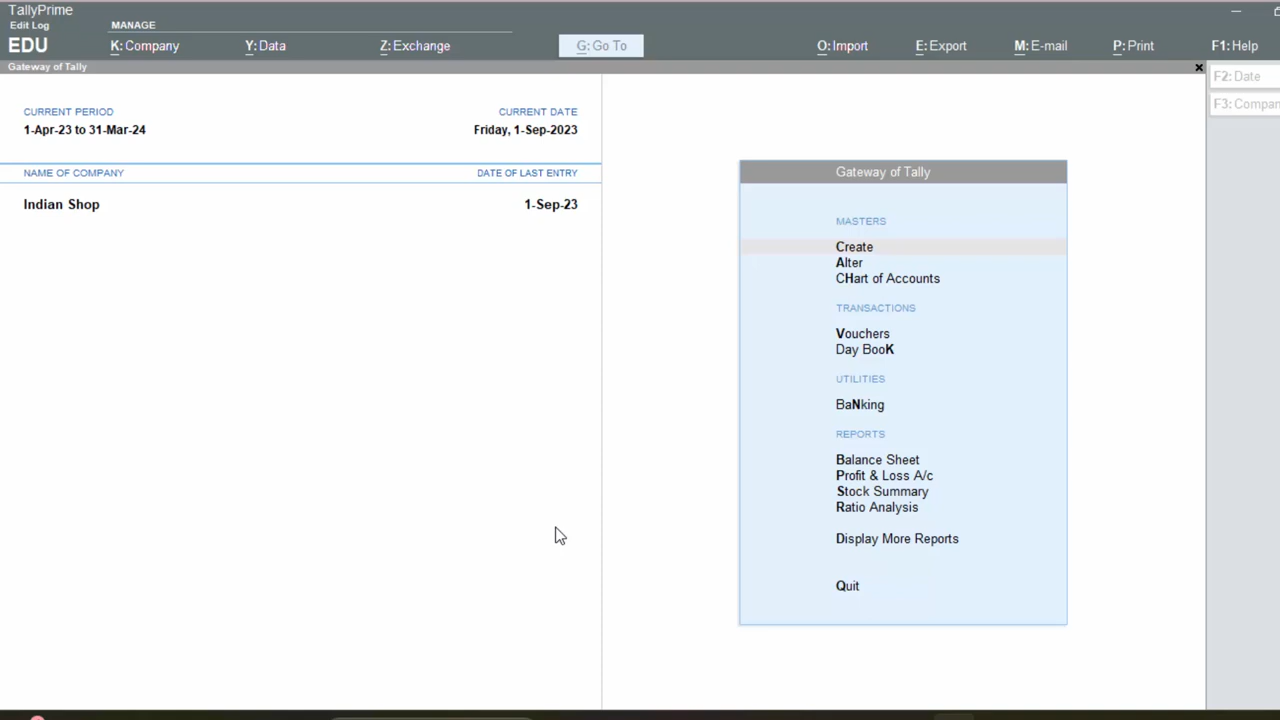 TallyPrime
Edit Log
MANAGE
EDU
K: Company
Y: Data
Z: Exchange
G: Go To
O: Import
E: Export
M: E-mail
P: Print
F1: Help
Gateway of Tally
F2: Date
F3: Compan
CURRENT PERIOD
CURRENT DATE
1-Apr-23 to 31-Mar-24
Friday, 1-Sep-2023
NAME OF COMPANY
DATE OF LAST ENTRY
Indian Shop
1-Sep-23
Gateway of Tally
MASTERS
Create
Alter
CHart of Accounts
TRANSACTIONS
Vouchers
Day BooK
UTILITIES
BaNking
REPORTS
Balance Sheet
Profit & Loss A/c
Stock Summary
Ratio Analysis
Display More Reports
Quit